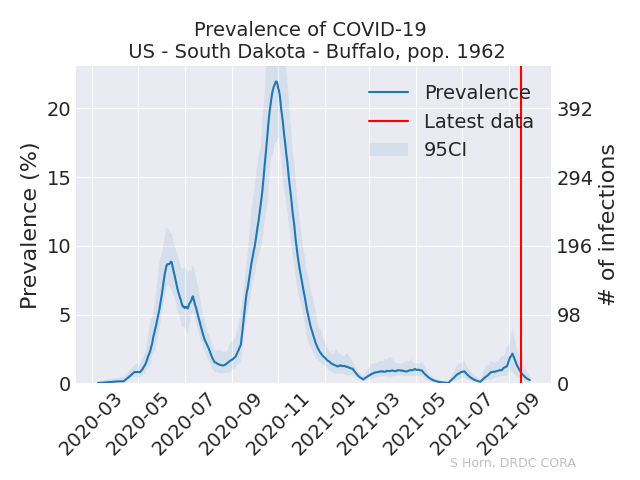 Prevalence of COVID-19
US - South Dakota - Buffalo, pop. 1962
Prevalence (%)
20
15
10
5
0
Prevalence
Latest data
95CI
392
294
196
98
0
# of infections
2020-03
2020-05
2020-07
2020-09
2020-11
2021-01
2021-03
2021-05
2021-07
2021-09
S Horn, DRDC CORA